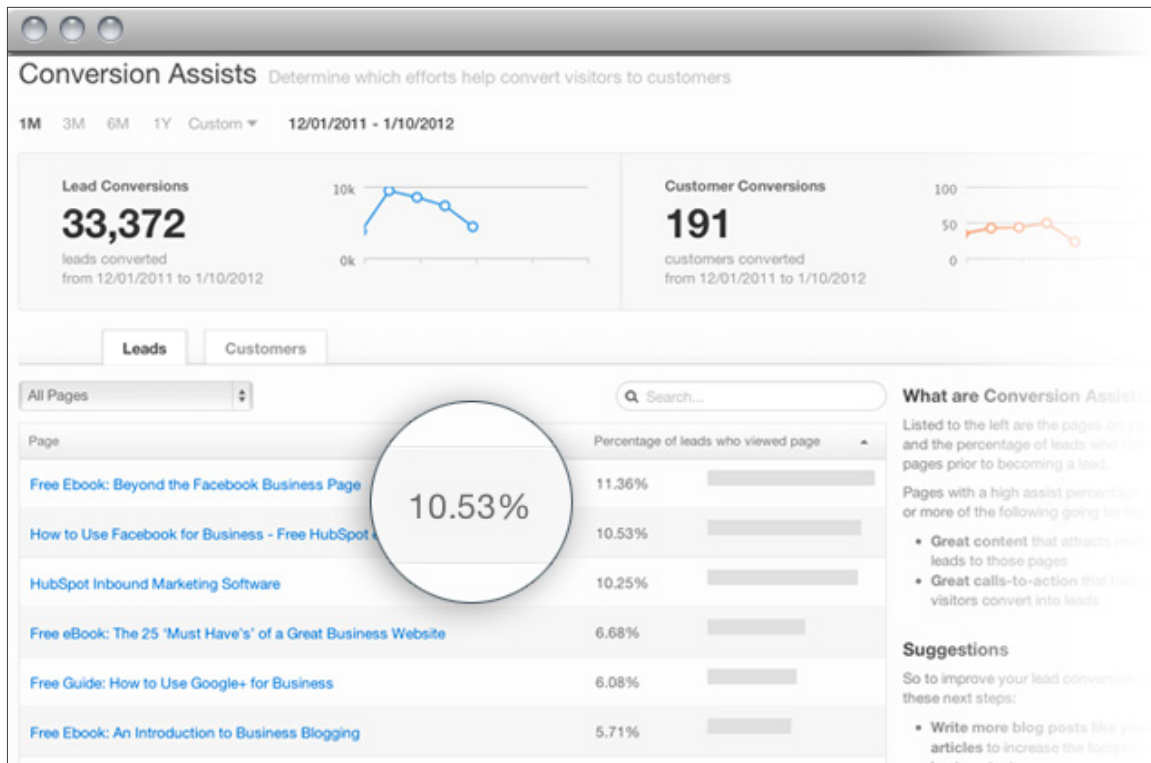 Conversion Assists Determine which efforts help convert visitors to customers
1M 3M 6M 1Y Custom 12/01/2011 - 1/10/2012
Lead Conversions
33,372
leads converted
from 12/01/2011 to 1/10/2012
10k
0k
Customer Conversions
191
customers converted
from 12/01/2011 to 1/10/2012
100
50
0
Leads Customers
All Pages
Search...
Page Percentage of leads who viewed page
Free Ebook: Beyond the Facebook Business Page 11.36%
10.53%
How to Use Facebook for Business - Free HubSpot 10.53%
HubSpot Inbound Marketing Software 10.25%
Free eBook: The 25 'Must Have's' of a Great Business Website 6.68%
Free Guide: How to Use Google+ for Business 6.08%
Free Ebook: An Introduction to Business Blogging 5.71%
What are Conversion Assists
Listed to the left are the pages on
and the percentage of leads who
pages prior to becoming a lead.
Pages with a high assist percentage
or more of the following going for
• Great content that attracts
leads to those pages
• Great calls-to-action that
visitors convert into leads
Suggestions
So to improve your lead conversion
these next steps:
• Write more blog posts like
articles to increase the